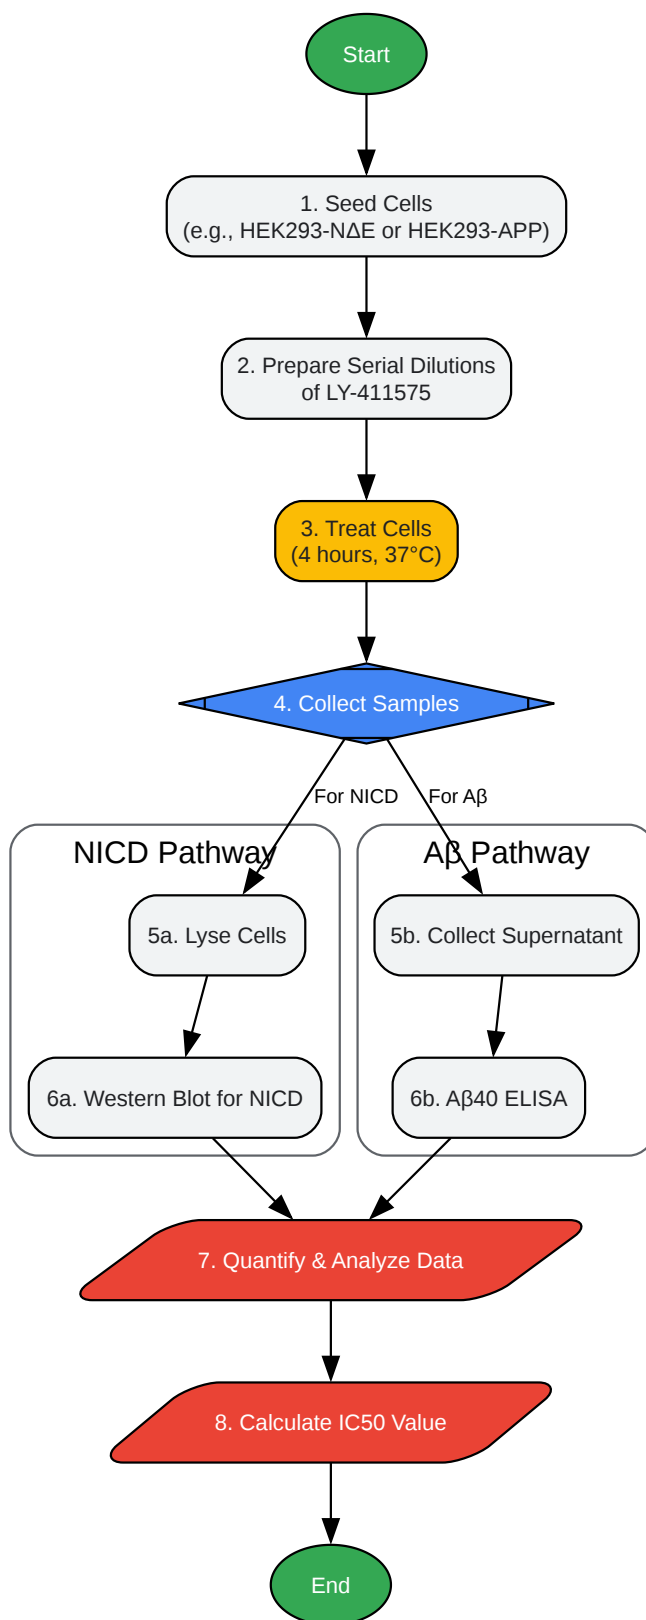 Start
1. Seed Cells
(e.g., HEK293-NΔE or HEK293-APP)
2. Prepare Serial Dilutions
of LY-411575
3. Treat Cells
(4 hours, 37°C)
4. Collect Samples
For NICD
For Aβ
NICD Pathway
Aβ Pathway
5a. Lyse Cells
5b. Collect Supernatant
6a. Western Blot for NICD
6b. Aβ40 ELISA
7. Quantify & Analyze Data
8. Calculate IC50 Value
End